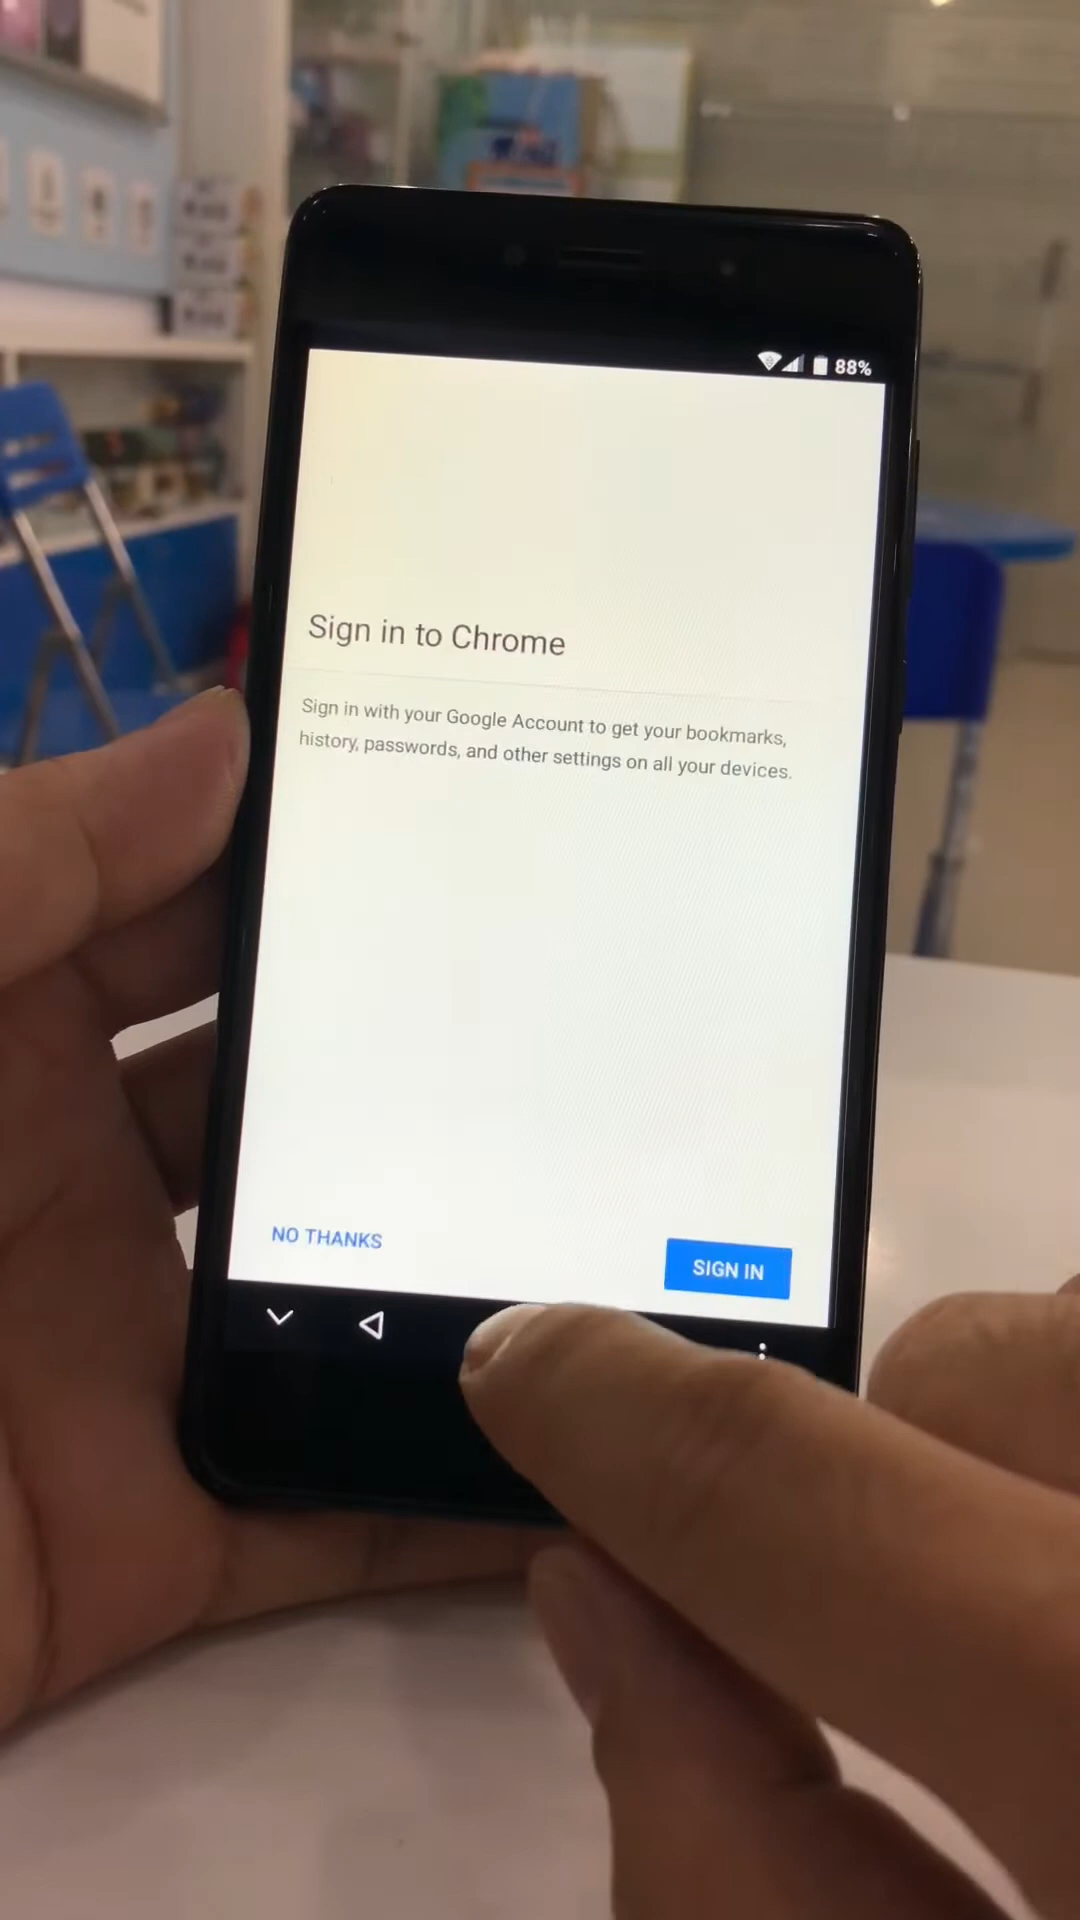 88%
Sign in to Chrome
Sign in with your Google Account to get your bookmarks,
history, passwords, and other settings on all your devices.
NO THANKS
SIGN IN